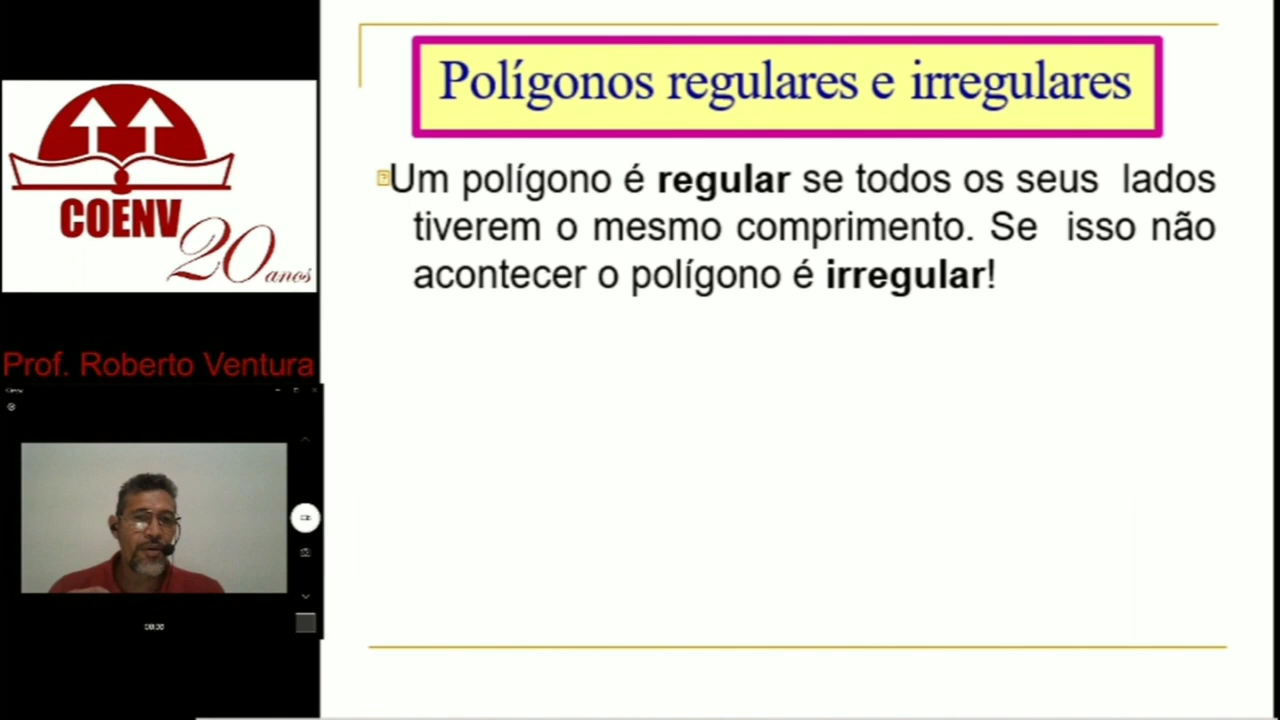 Polígonos regulares e irregulares
Um polígono é regular se todos os seus lados
tiverem o mesmo comprimento. Se isso não
acontecer o polígono é irregular!
COENV
20 anos
Prof. Roberto Ventura